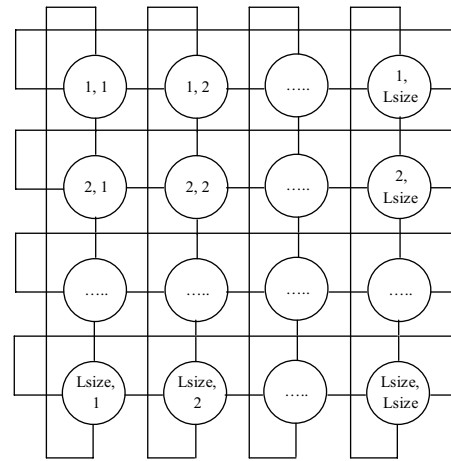 1, 1
1, 2
.....
1,
Lsize
2, 1
2, 2
.....
2,
Lsize
.....
.....
.....
.....
Lsize,
1
Lsize,
2
.....
Lsize,
Lsize